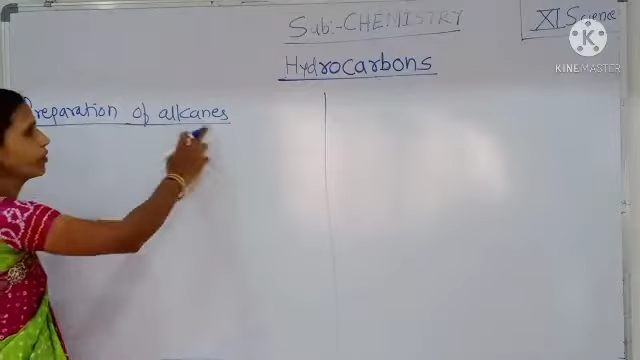 Sub:-CHEMISTRY
XI Science
Hydrocarbons
Preparation of alkanes
K
KINEMASTER